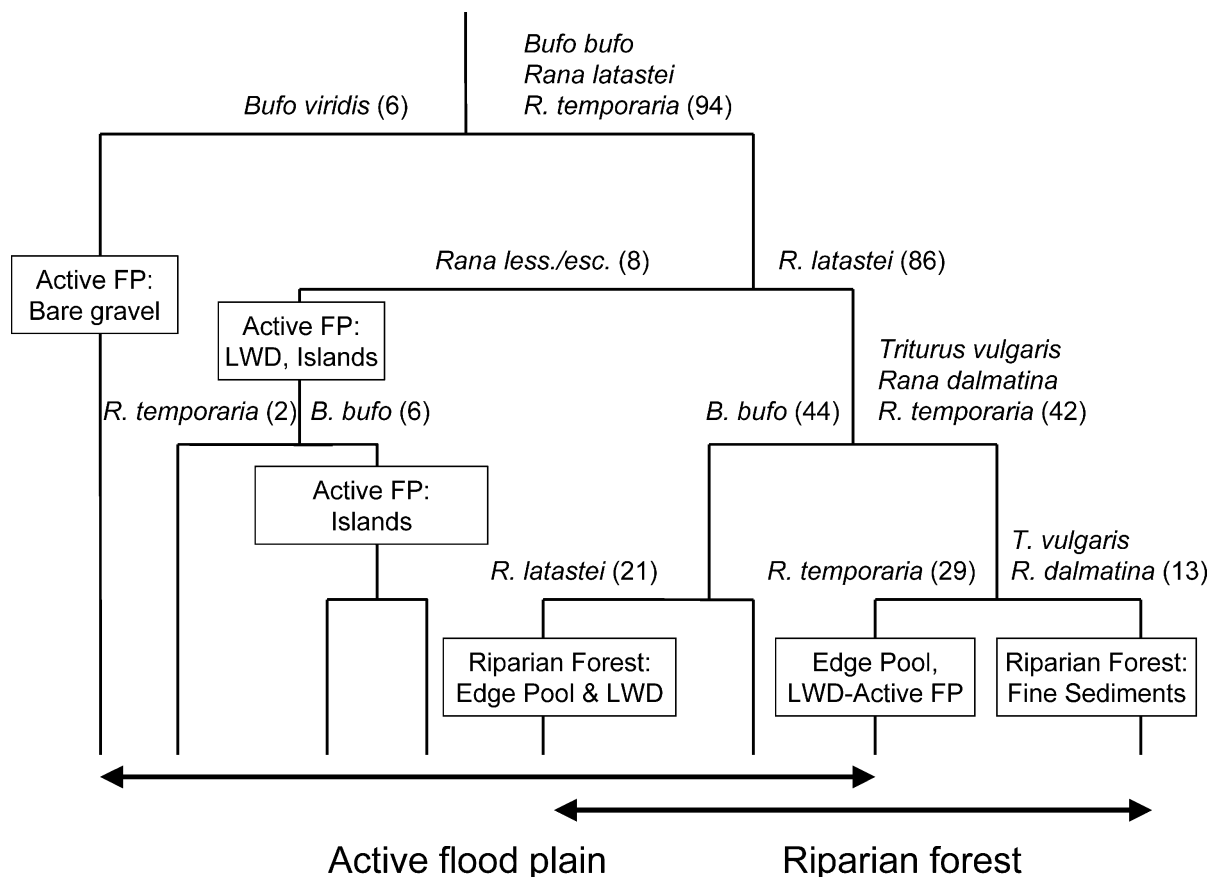 Bufo bufo
Rana latastei
R. temporaria (94)
Bufo viridis (6)
Rana less./esc. (8)
R. latastei (86)
Active FP:
Bare gravel
Active FP:
LWD, Islands
Triturus vulgaris
Rana dalmatina
R. temporaria (42)
R. temporaria (2)
B. bufo (6)
B. bufo (44)
Active FP:
Islands
T. vulgaris
R. dalmatina (13)
R. latastei (21)
R. temporaria (29)
Riparian Forest:
Edge Pool & LWD
Edge Pool,
LWD-Active FP
Riparian Forest:
Fine Sediments
Active flood plain
Riparian forest